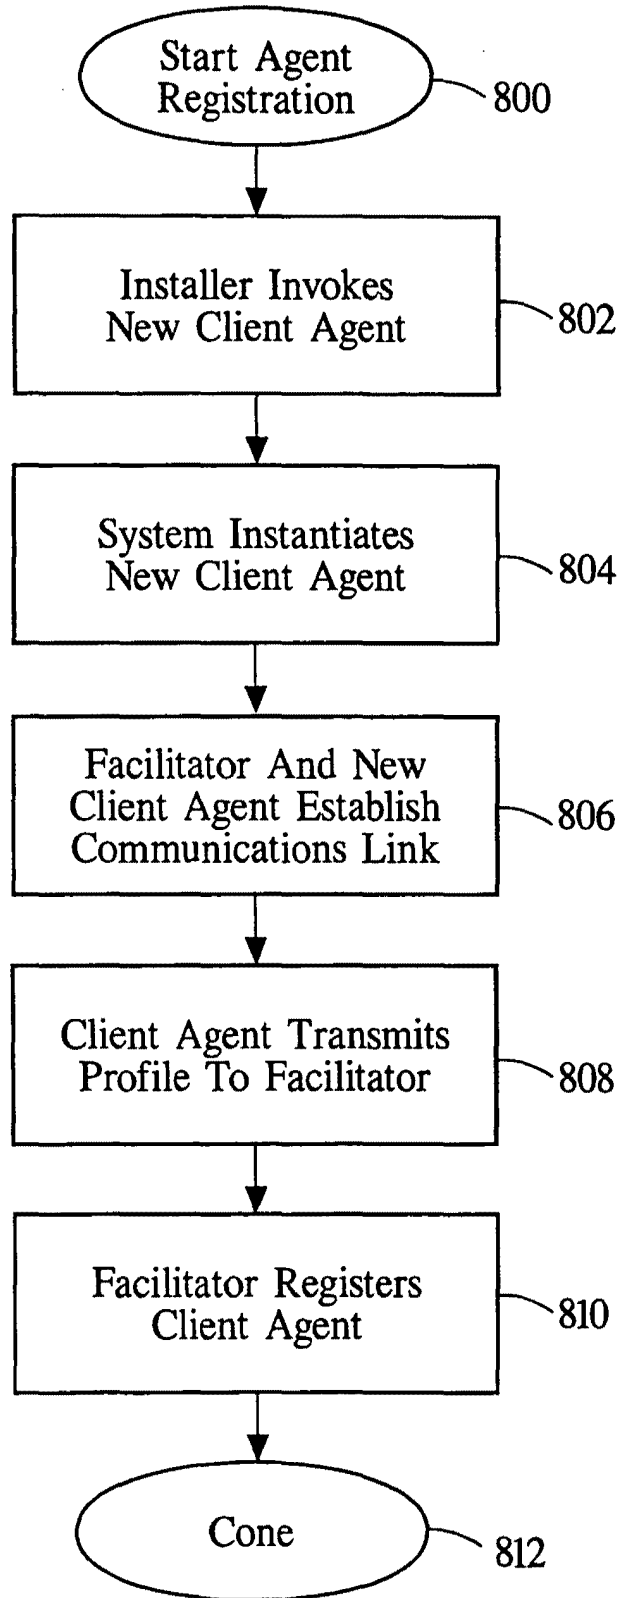 Start Agent
Registration
800
Installer Invokes
New Client Agent
802
System Instantiates
New Client Agent
804
Facilitator And New
Client Agent Establish
Communications Link
806
Client Agent Transmits
Profile To Facilitator
808
Facilitator Registers
Client Agent
810
Cone
812